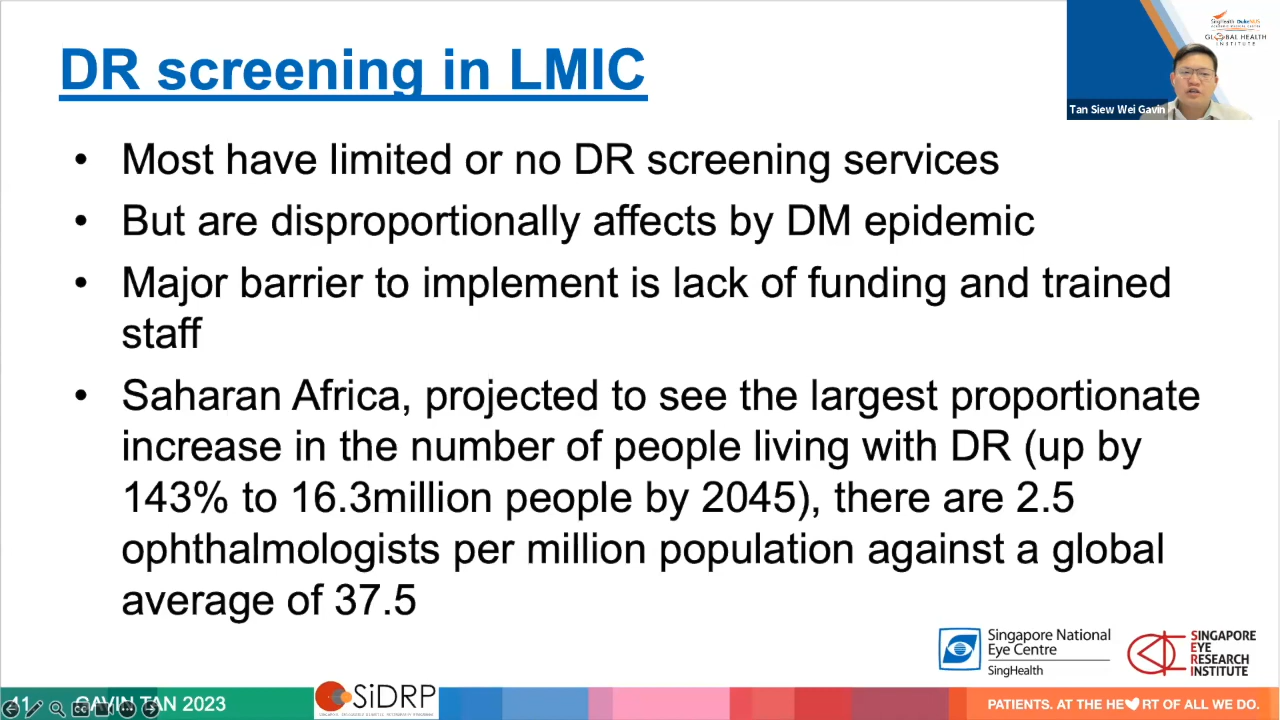 DR screening in LMIC
SingHealth DukeNUS
GLOBAL HEALTH
INSTITUTE
Tan Siew Wei Gavin
• Most have limited or no DR screening services
• But are disproportionally affects by DM epidemic
• Major barrier to implement is lack of funding and trained
staff
• Saharan Africa, projected to see the largest proportionate
increase in the number of people living with DR (up by
143% to 16.3million people by 2045), there are 2.5
ophthalmologists per million population against a global
average of 37.5
Singapore National
Eye Centre
SingHealth
SINGAPORE
EYE
RESEARCH
INSTITUTE
11 GAVIN TAN 2023
SiDRP
PATIENTS. AT THE HE RT OF ALL WE DO.